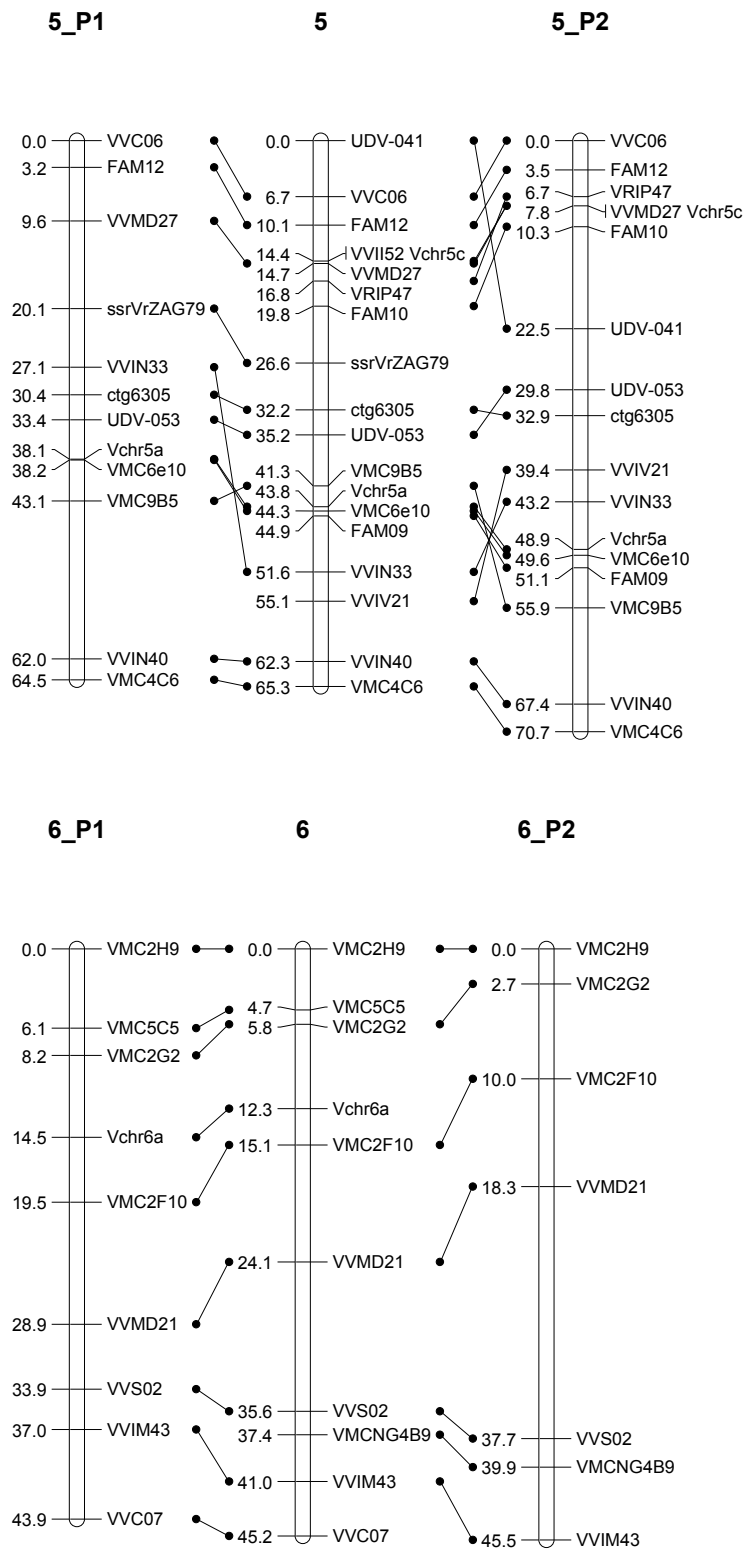 5_P1
5
5_P2
0.0 VVC06
3.2 FAM12
9.6 VVMD27
20.1 ssrVrZAG79
27.1 VVIN33
30.4 ctg6305
33.4 UDV-053
38.1 Vchr5a
38.2 VMC6e10
43.1 VMC9B5
62.0 VVIN40
64.5 VMC4C6
0.0 UDV-041
6.7 VVC06
10.1 FAM12
14.4 VVII52 Vchr5c
14.7 VVMD27
16.8 VRIP47
19.8 FAM10
26.6 ssrVrZAG79
32.2 ctg6305
35.2 UDV-053
41.3 VMC9B5
43.8 Vchr5a
44.3 VMC6e10
44.9 FAM09
51.6 VVIN33
55.1 VVIV21
62.3 VVIN40
65.3 VMC4C6
0.0 VVC06
3.5 FAM12
6.7 VRIP47
7.8 VVMD27 Vchr5c
10.3 FAM10
22.5 UDV-041
29.8 UDV-053
32.9 ctg6305
39.4 VVIV21
43.2 VVIN33
48.9 Vchr5a
49.6 VMC6e10
51.1 FAM09
55.9 VMC9B5
67.4 VVIN40
70.7 VMC4C6
6_P1
6
6_P2
0.0 VMC2H9
6.1 VMC5C5
8.2 VMC2G2
14.5 Vchr6a
19.5 VMC2F10
28.9 VVMD21
33.9 VVS02
37.0 VVIM43
43.9 VVC07
0.0 VMC2H9
4.7 VMC5C5
5.8 VMC2G2
12.3 Vchr6a
15.1 VMC2F10
24.1 VVMD21
35.6 VVS02
37.4 VMCNG4B9
41.0 VVIM43
45.2 VVC07
0.0 VMC2H9
2.7 VMC2G2
10.0 VMC2F10
18.3 VVMD21
37.7 VVS02
39.9 VMCNG4B9
45.5 VVIM43